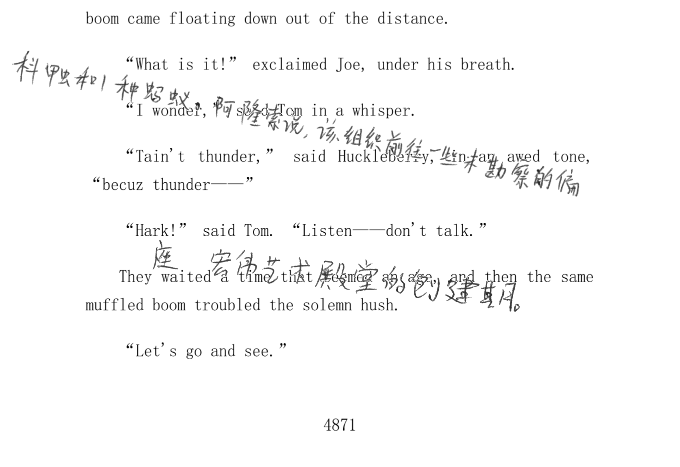 boom came floating down out of the distance.
“What is it!” exclaimed Joe, under his breath.
科甲虫和1种蚂蚁。阿隆索说,该组织前往一些未勘察的偏
“I wonder,” said Tom in a whisper.
“Tain't thunder,” said Huckleberry, in an awed tone,
“becuz thunder——”
“Hark!” said Tom. “Listen——don't talk.”
座 宏伟艺术殿堂的创建基月。
They waited a time that seemed an age, and then the same
muffled boom troubled the solemn hush.
“Let's go and see.”
4871